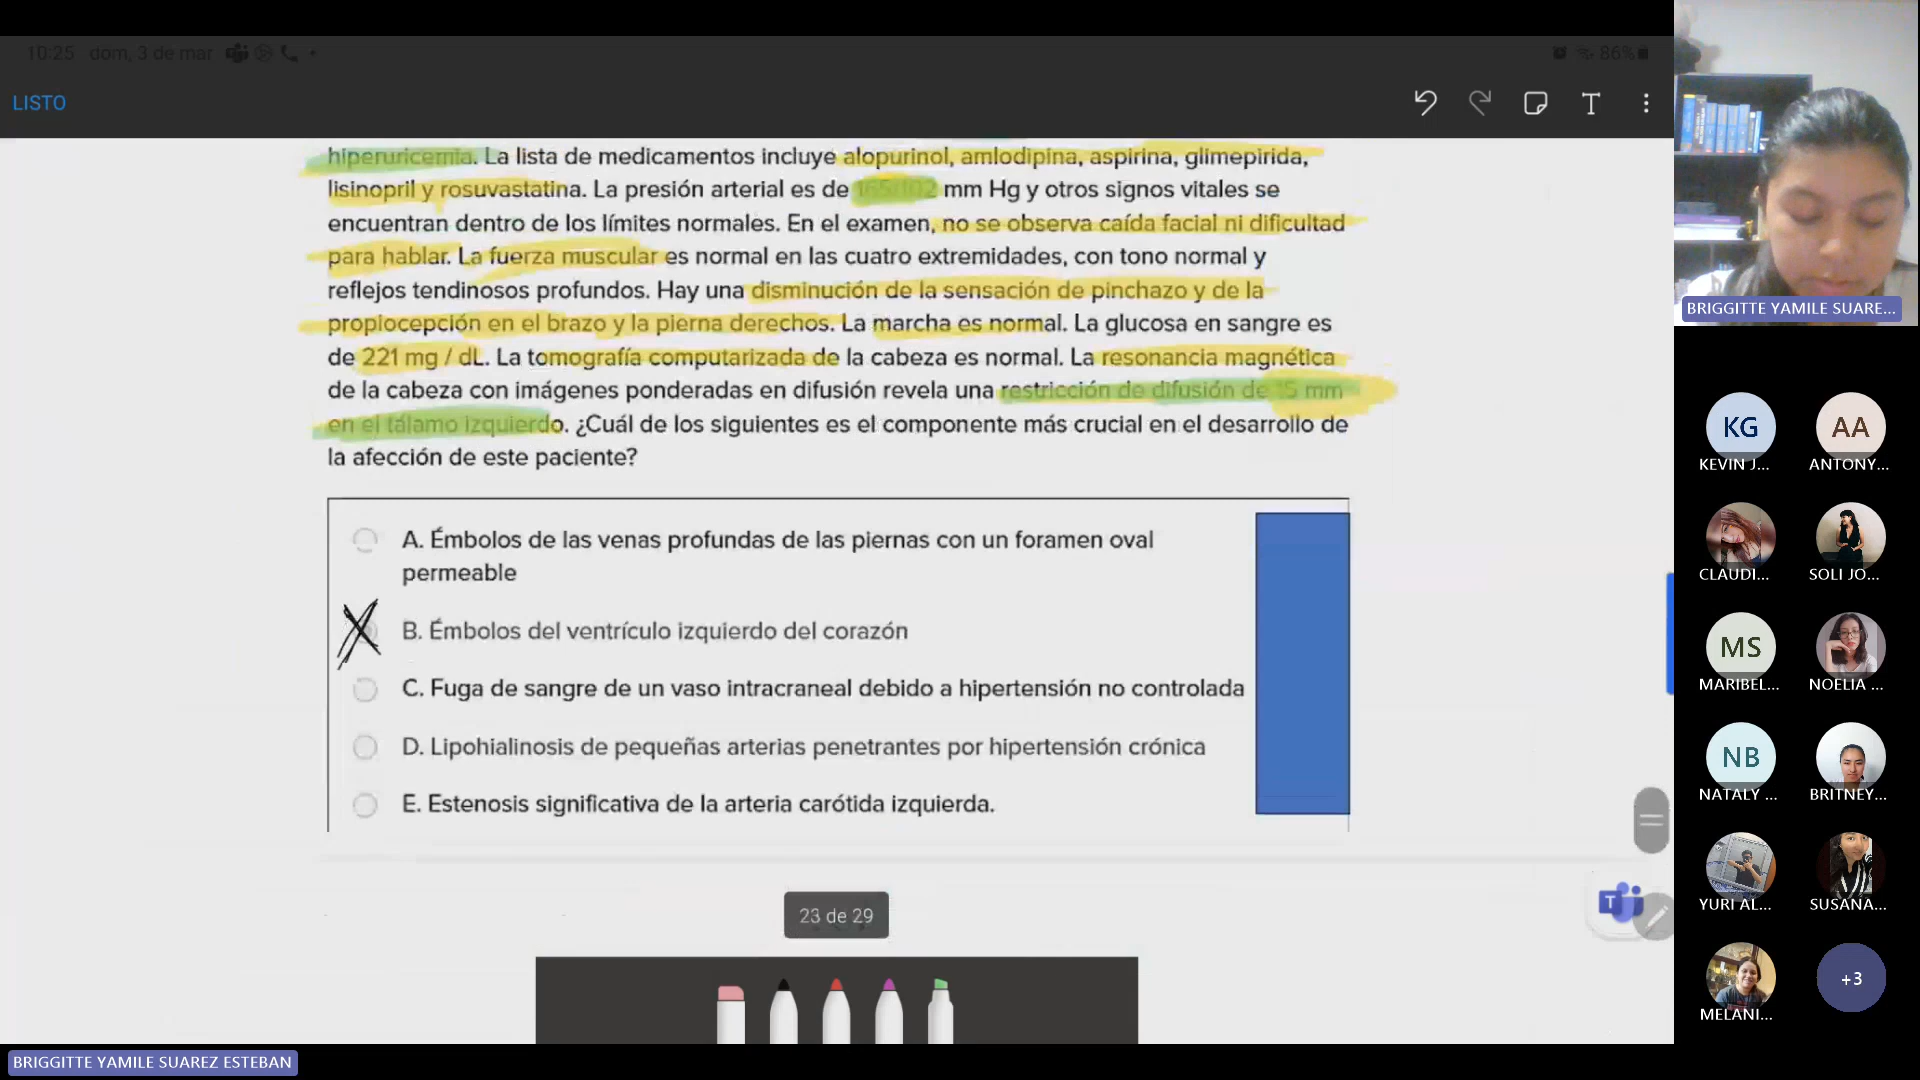 10:25 dom, 3 de mar
86%
LISTO
hiperuricemia. La lista de medicamentos incluye alopurinol, amlodipina, aspirina, glimepirida,
lisinopril y rosuvastatina. La presión arterial es de 165/102 mm Hg y otros signos vitales se
encuentran dentro de los límites normales. En el examen, no se observa caída facial ni dificultad
para hablar. La fuerza muscular es normal en las cuatro extremidades, con tono normal y
reflejos tendinosos profundos. Hay una disminución de la sensación de pinchazo y de la
propiocepción en el brazo y la pierna derechos. La marcha es normal. La glucosa en sangre es
de 221 mg / dL. La tomografía computarizada de la cabeza es normal. La resonancia magnética
de la cabeza con imágenes ponderadas en difusión revela una restricción de difusión de 15 mm
en el tálamo izquierdo. ¿Cuál de los siguientes es el componente más crucial en el desarrollo de
la afección de este paciente?
A. Émbolos de las venas profundas de las piernas con un foramen oval
permeable
B. Émbolos del ventrículo izquierdo del corazón
C. Fuga de sangre de un vaso intracraneal debido a hipertensión no controlada
D. Lipohialinosis de pequeñas arterias penetrantes por hipertensión crónica
E. Estenosis significativa de la arteria carótida izquierda.
23 de 29
T
BRIGGITTE YAMILE SUAREZ ESTEBAN
BRIGGITTE YAMILE SUARE...
KG
KEVIN J...
AA
ANTONY...
CLAUDI...
SOLI JO...
MS
MARIBEL...
NOELIA ...
NB
NATALY ...
BRITNEY...
YURI AL...
SUSANA...
MELANI...
+3